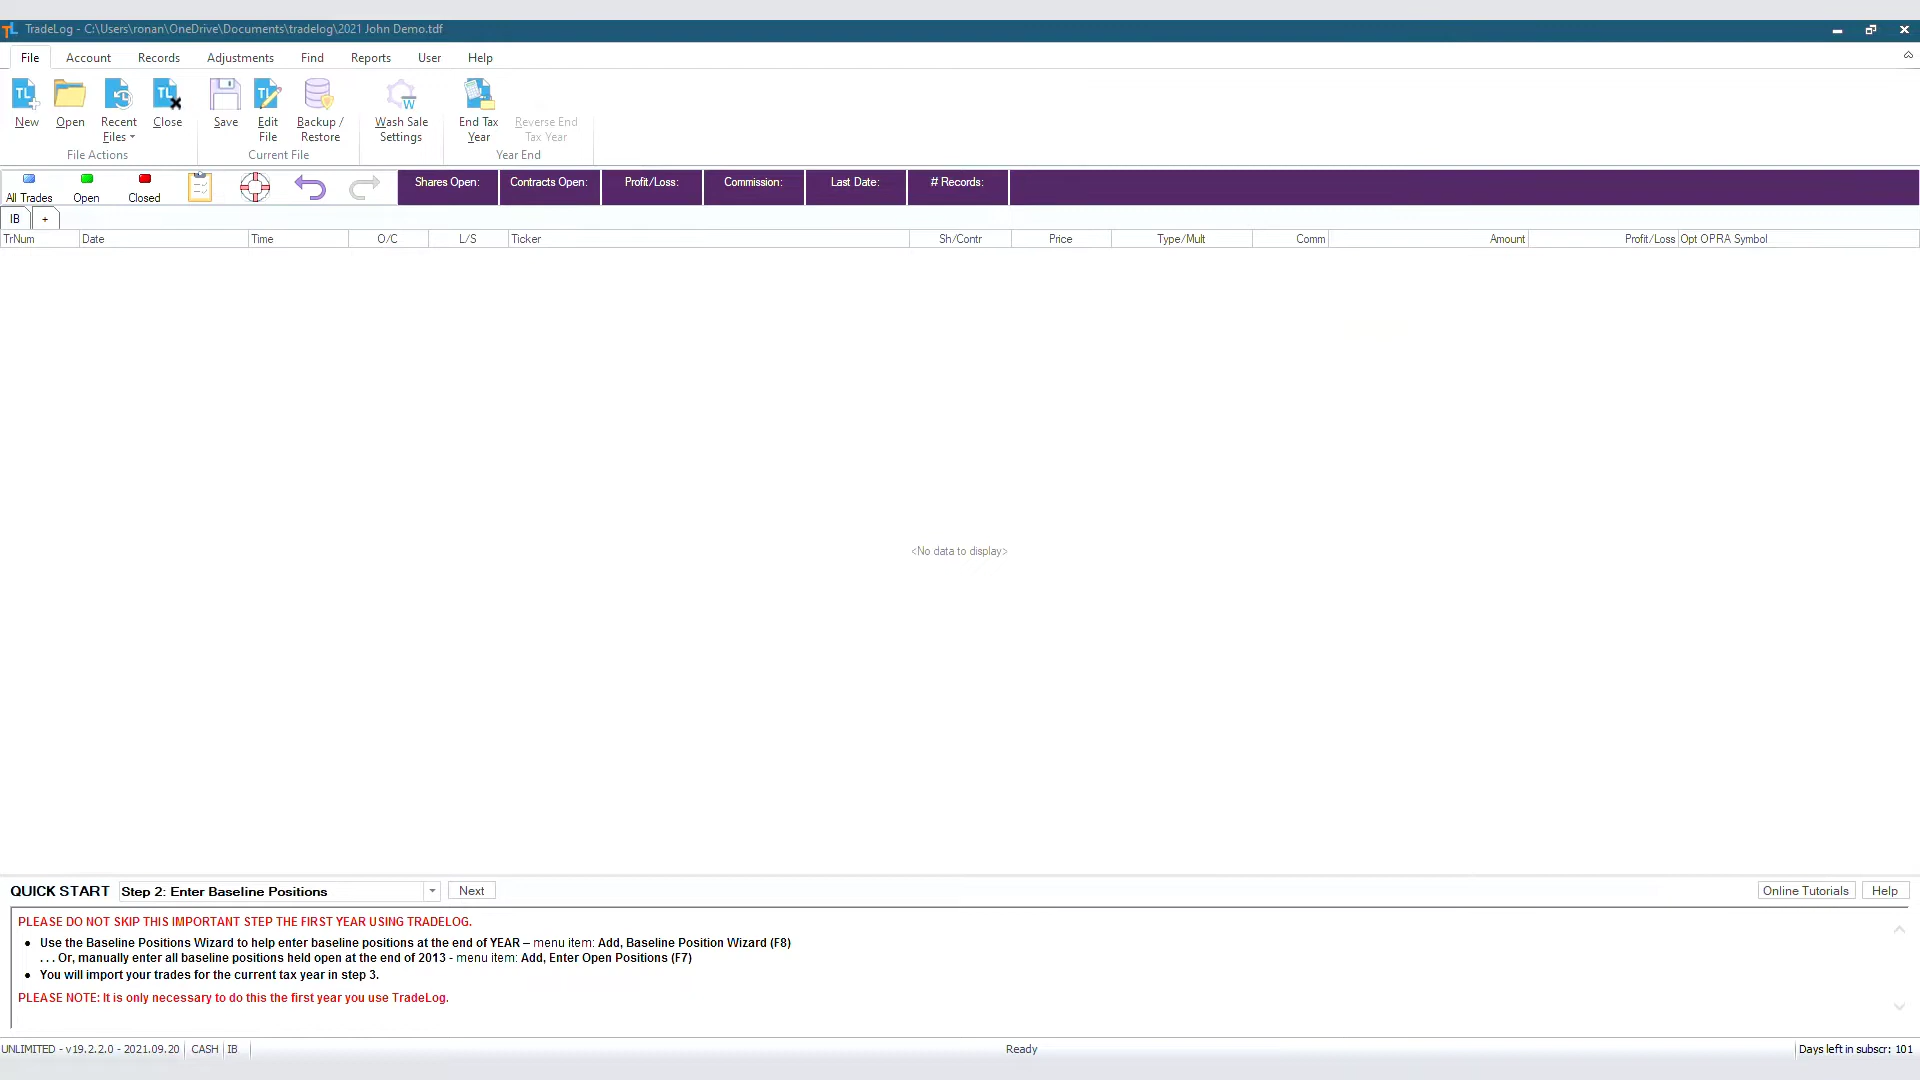 TradeLog - C:\Users\ronan\OneDrive\Documents\tradelog\2021 John Demo.tdf
File Account Records Adjustments Find Reports User Help
New Open Recent Files Close Save Edit File Backup / Restore Wash Sale Settings End Tax Year Reverse End Tax Year
File Actions Current File Year End
All Trades Open Closed Shares Open: Contracts Open: Profit/Loss: Commission: Last Date: # Records:
IB +
TrNum Date Time O/C L/S Ticker Sh/Contr Price Type/Mult Comm Amount Profit/Loss Opt OPRA Symbol
<No data to display>
QUICK START Step 2: Enter Baseline Positions Next Online Tutorials Help
PLEASE DO NOT SKIP THIS IMPORTANT STEP THE FIRST YEAR USING TRADELOG.
• Use the Baseline Positions Wizard to help enter baseline positions at the end of YEAR – menu item: Add, Baseline Position Wizard (F8)
. . . Or, manually enter all baseline positions held open at the end of 2013 - menu item: Add, Enter Open Positions (F7)
• You will import your trades for the current tax year in step 3.
PLEASE NOTE: It is only necessary to do this the first year you use TradeLog.
UNLIMITED - v19.2.2.0 - 2021.09.20 CASH IB Ready Days left in subscr: 101